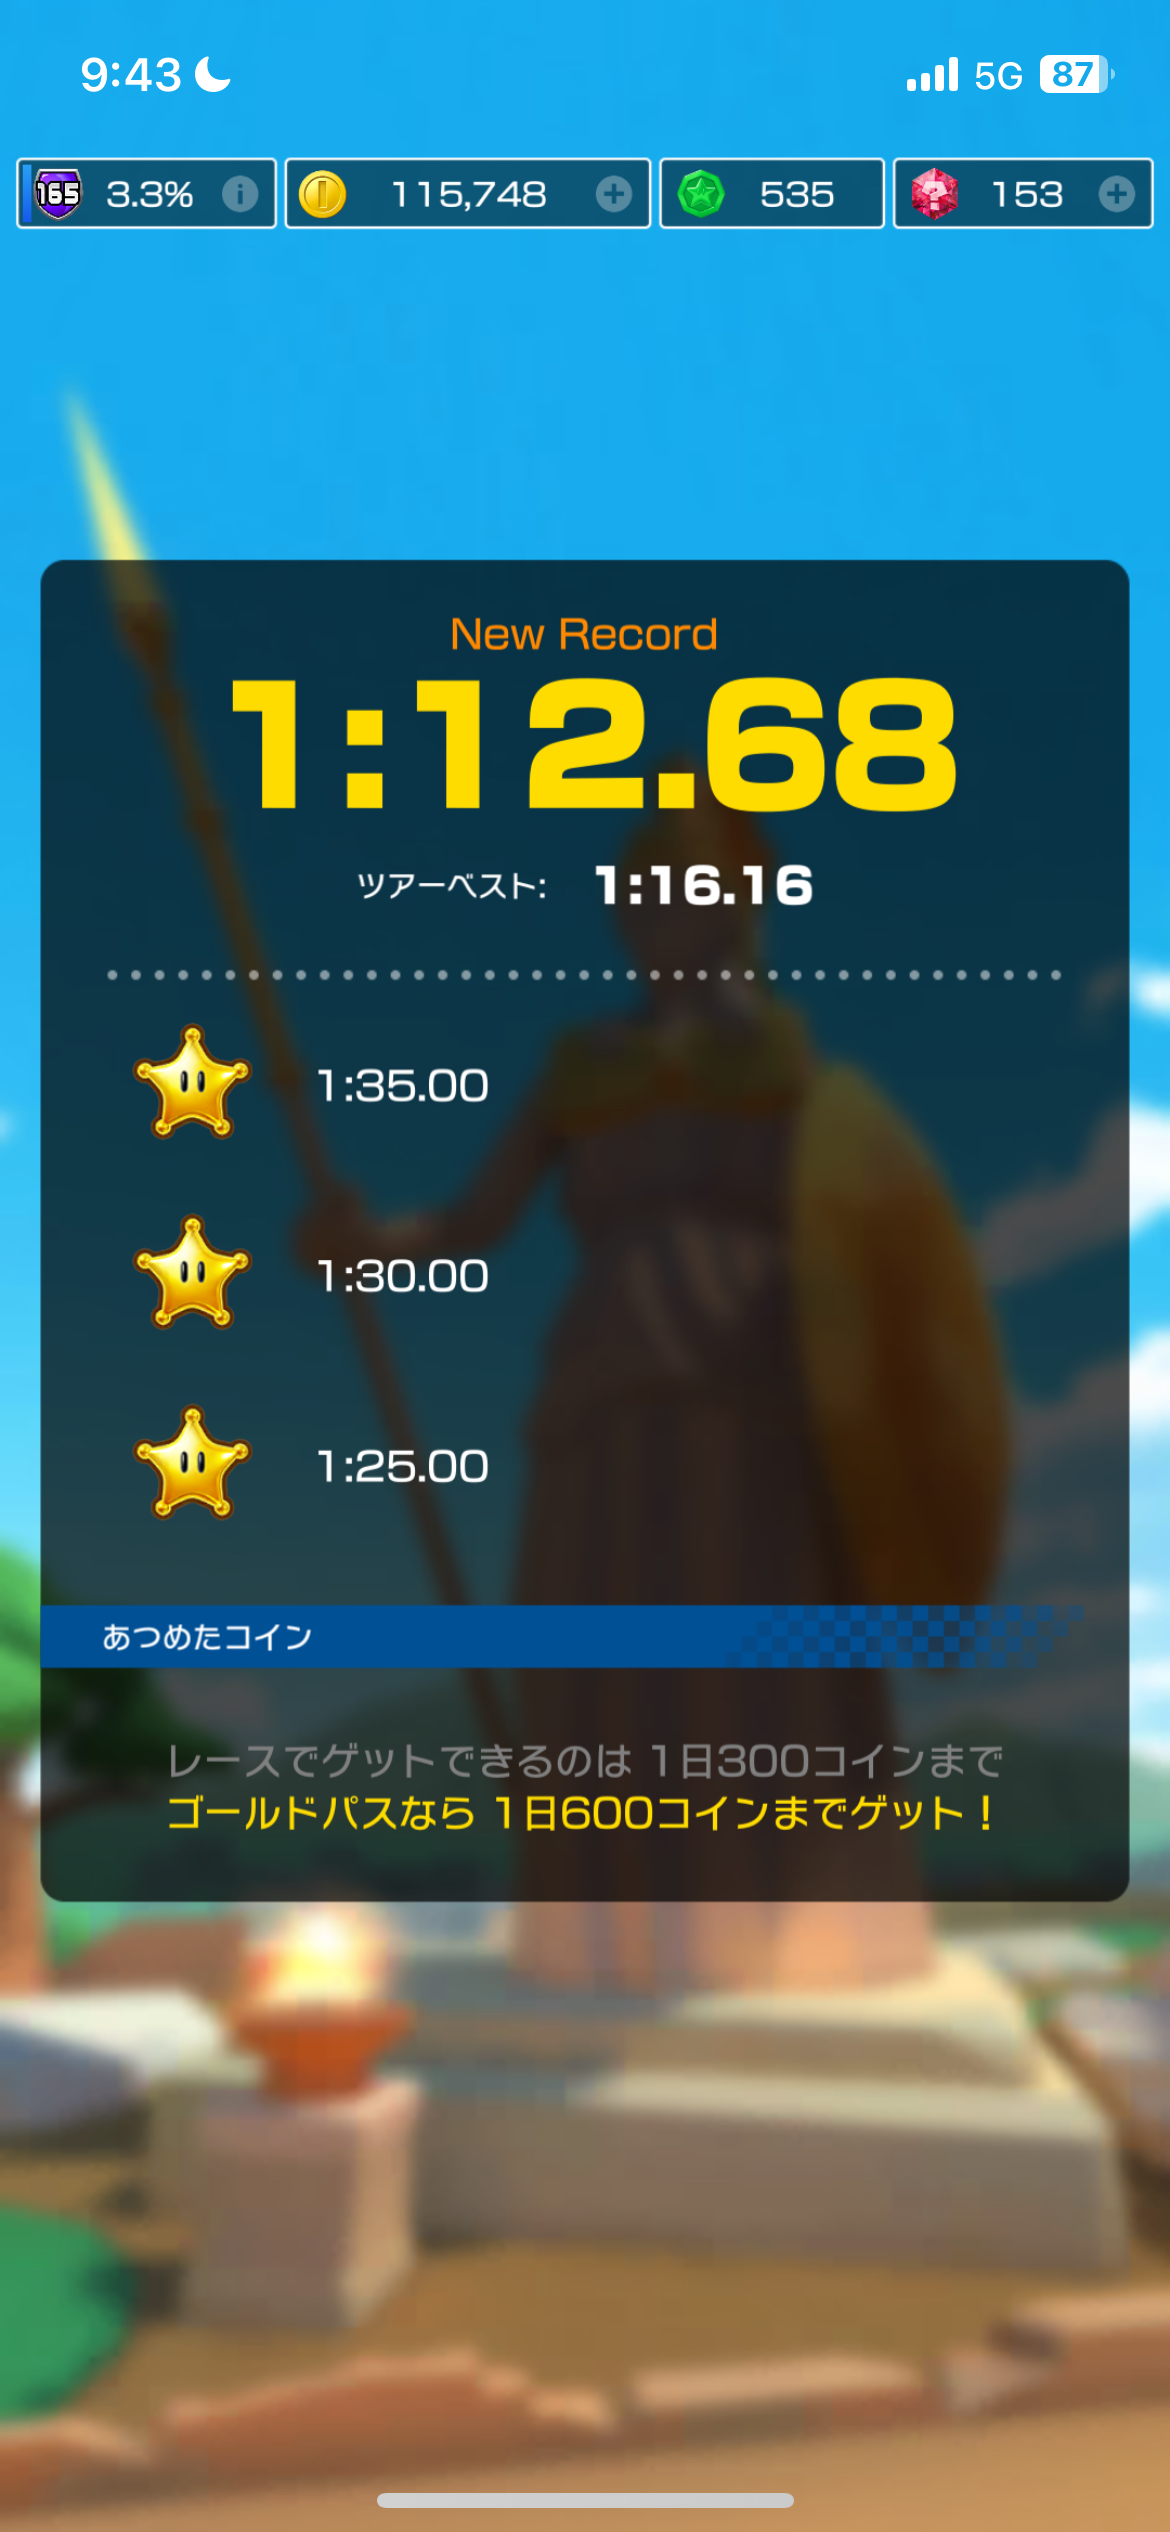 9:43
5G
87
165 3.3% 115,748 535 153
New Record
1:12.68
ツアーベスト: 1:16.16
1:35.00
1:30.00
1:25.00
あつめたコイン
レースでゲットできるのは 1日300コインまで
ゴールドパスなら 1日600コインまでゲット！